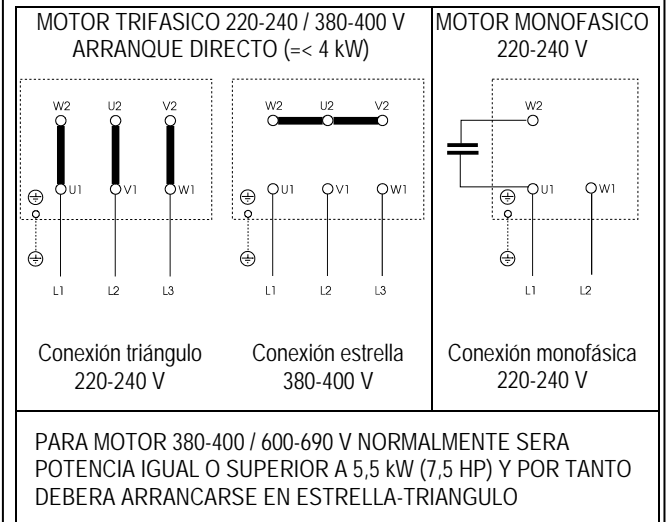 MOTOR TRIFASICO 220-240 / 380-400 V
ARRANQUE DIRECTO (=< 4 kW)
W2 U2 V2
U1 V1 W1
L1 L2 L3
Conexión triángulo
220-240 V
W2 U2 V2
U1 V1 W1
L1 L2 L3
Conexión estrella
380-400 V
MOTOR MONOFASICO
220-240 V
W2
U1 W1
L1 L2
Conexión monofásica
220-240 V
PARA MOTOR 380-400 / 600-690 V NORMALMENTE SERA
POTENCIA IGUAL O SUPERIOR A 5,5 kW (7,5 HP) Y POR TANTO
DEBERA ARRANCARSE EN ESTRELLA-TRIANGULO